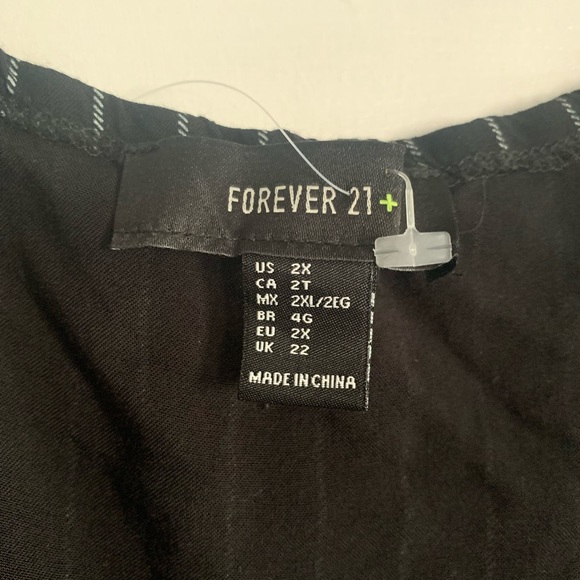 FOREVER 21+
US 2X
CA 2T
MX 2XL/2EG
BR 4G
EU 2X
UK 22
MADE IN CHINA